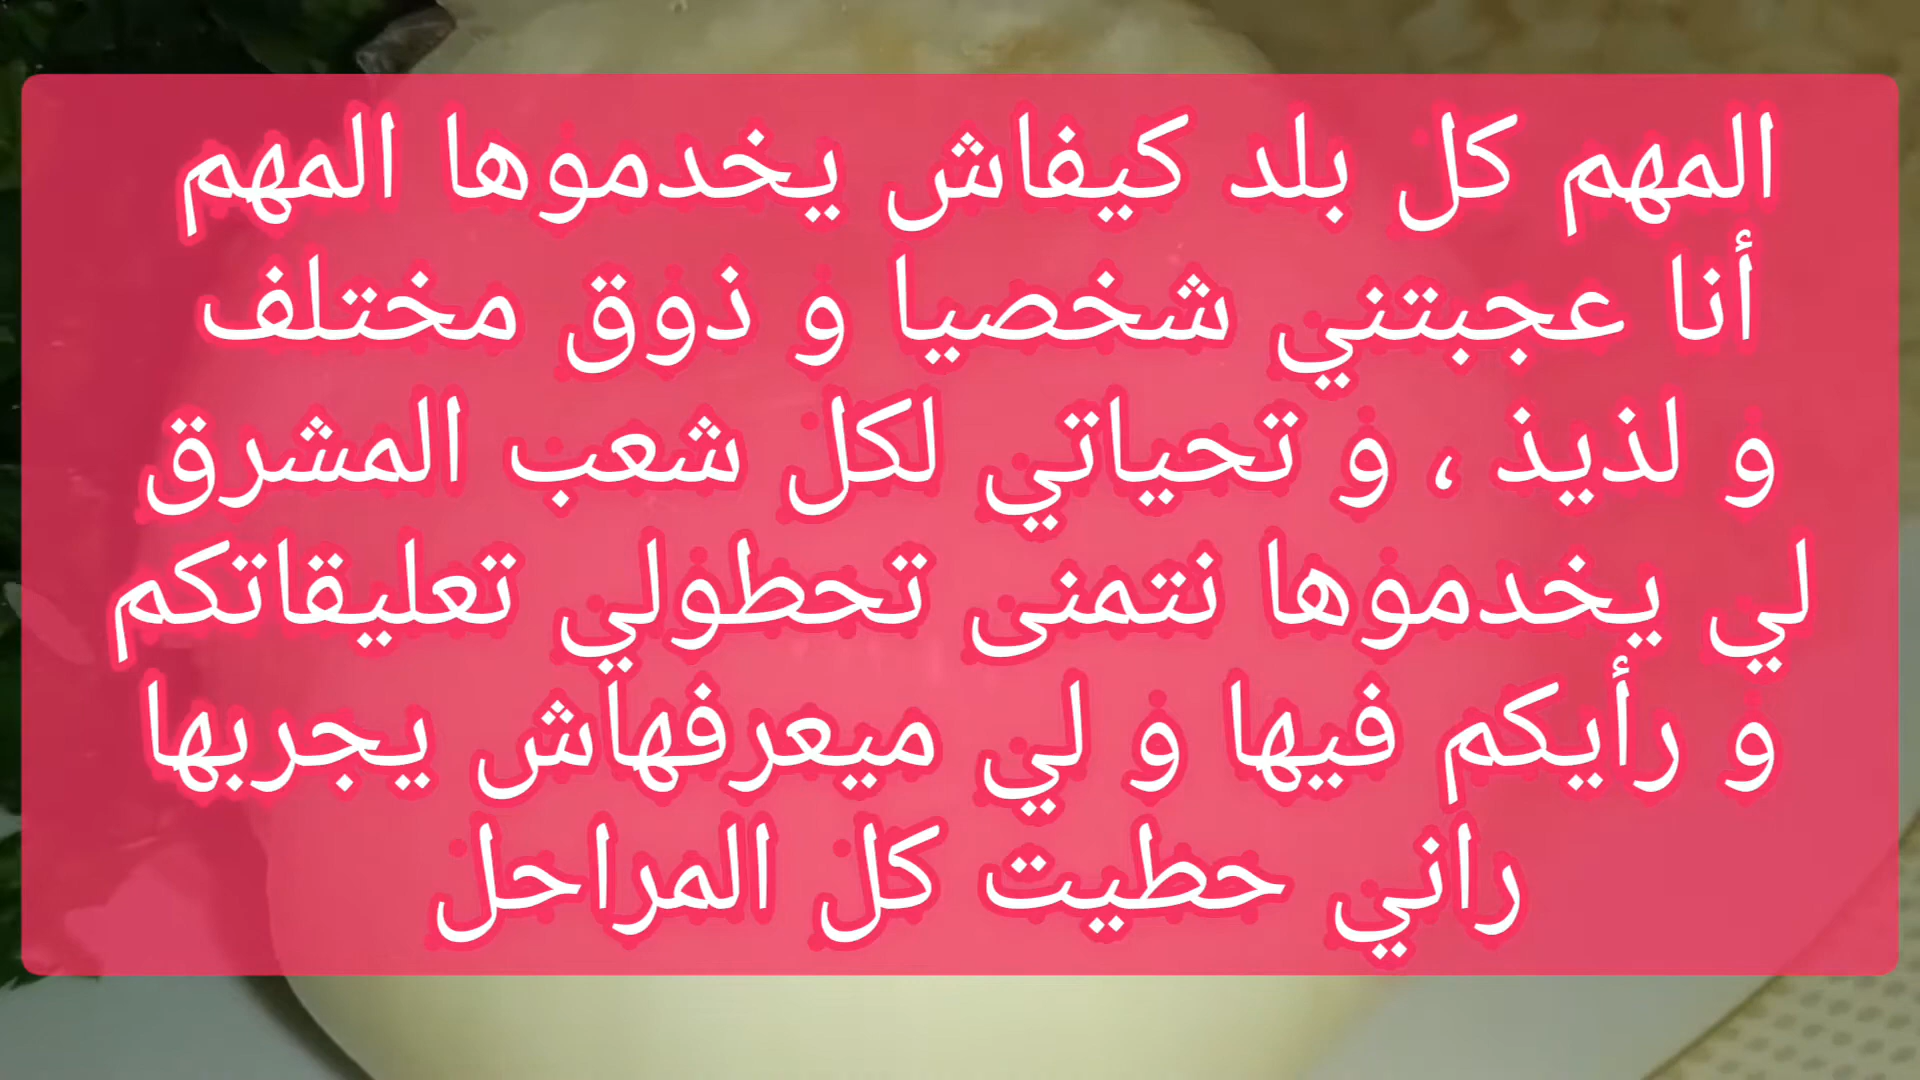 المهم كل بلد كيفاش يخدموها المهم
أنا عجبتني شخصيا و ذوق مختلف
و لذيذ ، و تحياتي لكل شعب المشرق
لي يخدموها نتمنى تحطولي تعليقاتكم
و رأيكم فيها و لي ميعرفهاش يجربها
راني حطيت كل المراحل